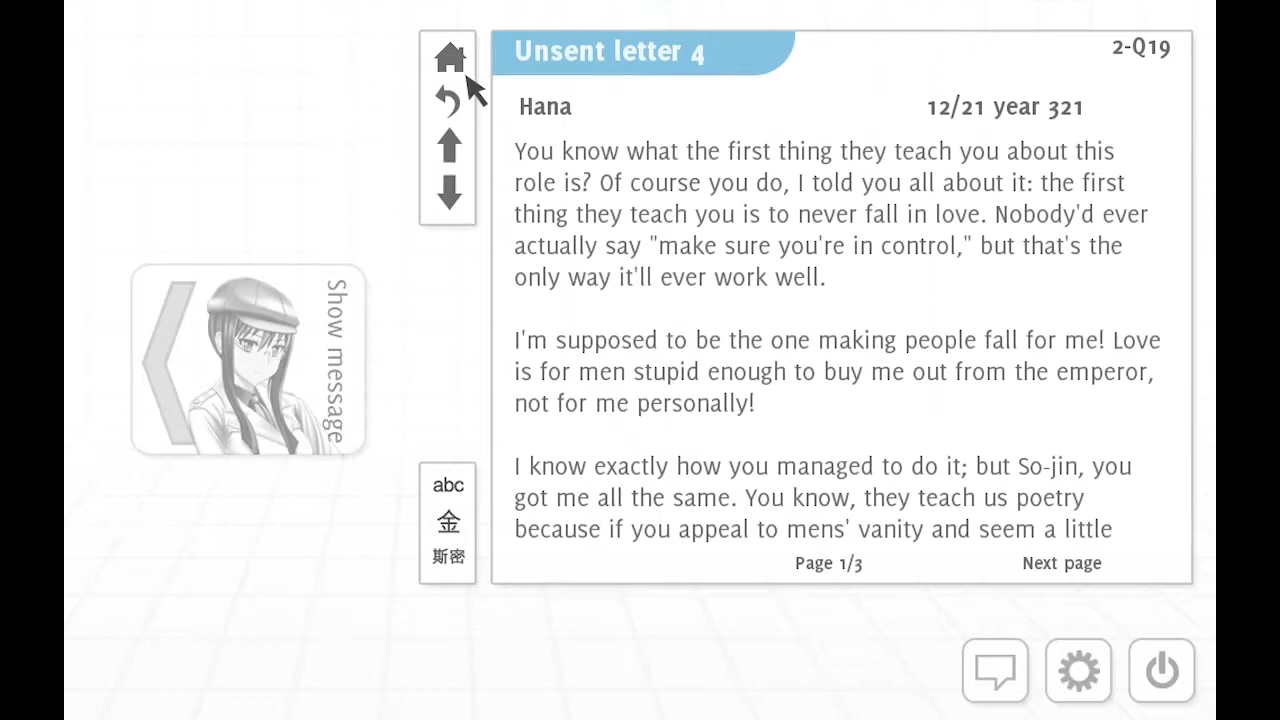 Unsent letter 4
2-Q19
Hana
12/21 year 321
You know what the first thing they teach you about this
role is? Of course you do, I told you all about it: the first
thing they teach you is to never fall in love. Nobody'd ever
actually say "make sure you're in control," but that's the
only way it'll ever work well.
I'm supposed to be the one making people fall for me! Love
is for men stupid enough to buy me out from the emperor,
not for me personally!
I know exactly how you managed to do it; but So-jin, you
got me all the same. You know, they teach us poetry
because if you appeal to mens' vanity and seem a little
Page 1/3
Next page
Show message
abc
金
斯密